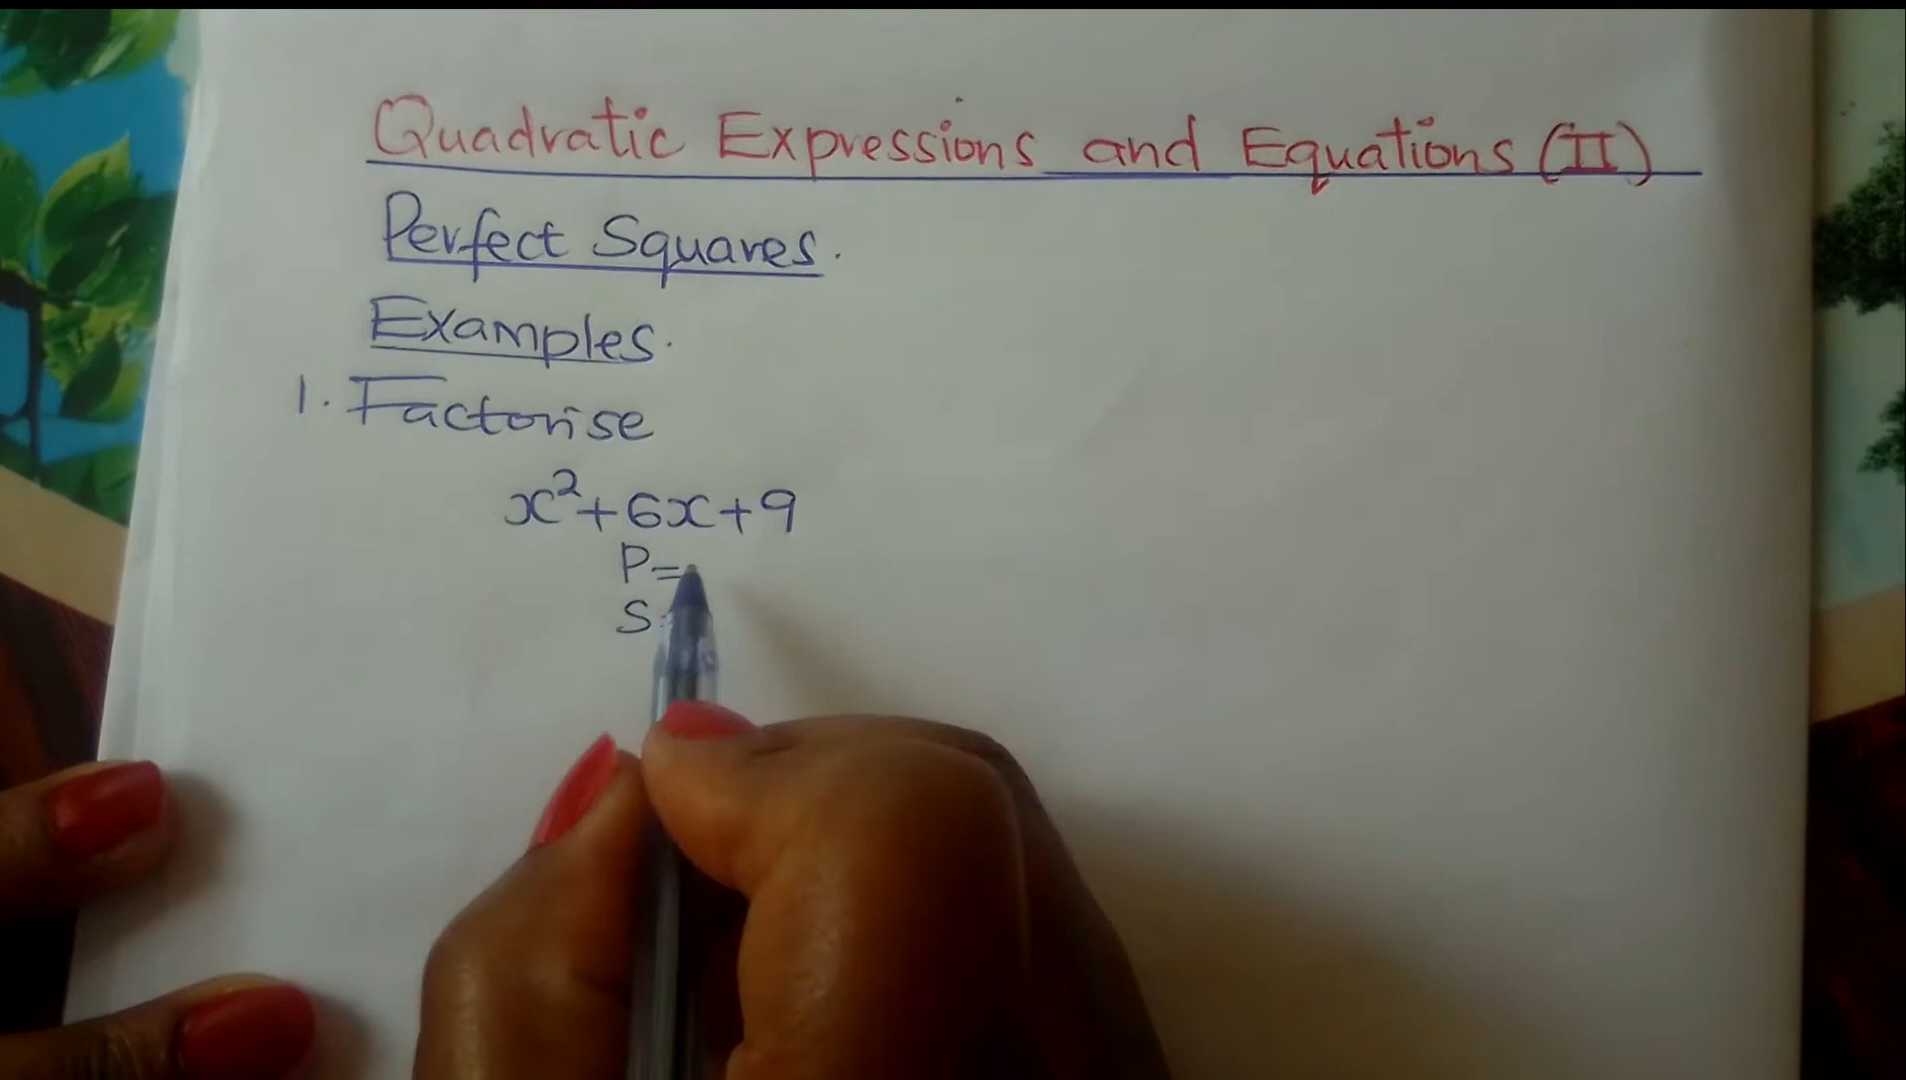 Quadratic Expressions and Equations (II)
Perfect Squares.
Examples.
1. Factorise
x²+6x+9
P=
S=